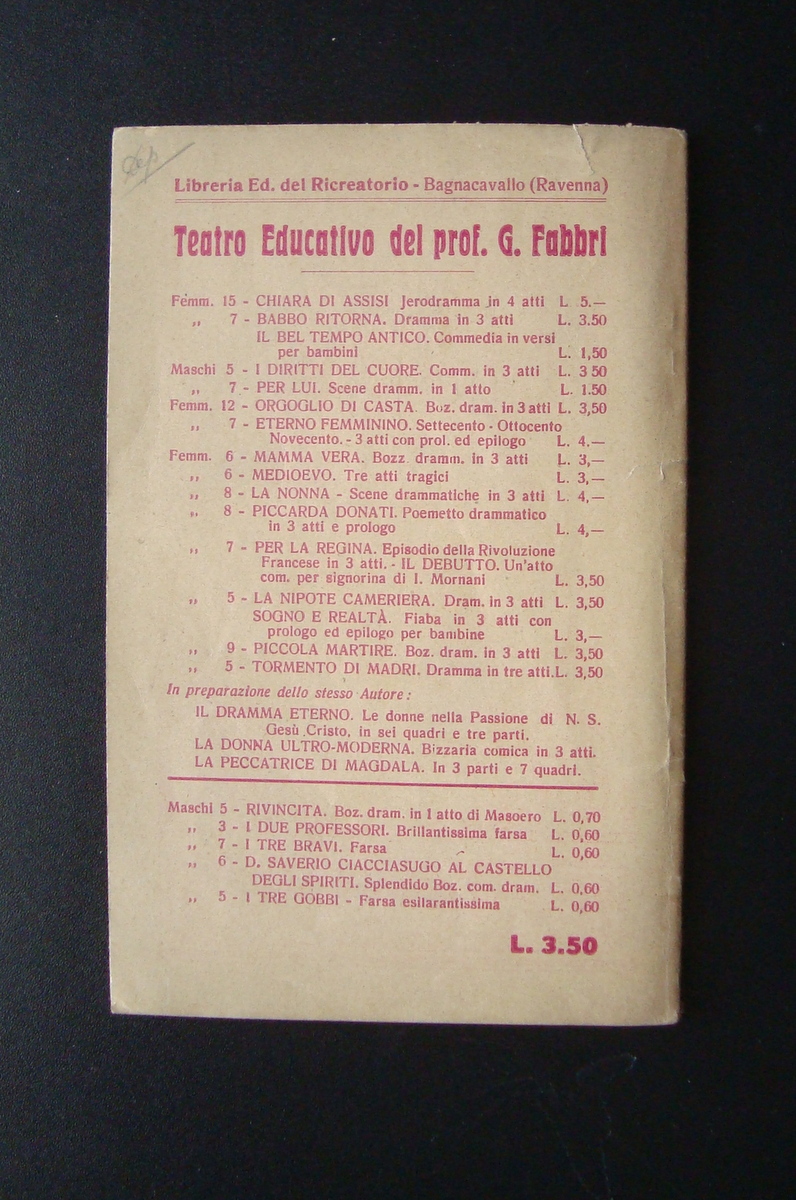 Libreria Ed. del Ricreatorio - Bagnacavallo (Ravenna)
Teatro Educativo del prof. G. Fabbri
Femm. 15 - CHIARA DI ASSISI Jerodramma in 4 atti L 5.—
„ 7 - BABBO RITORNA. Dramma in 3 atti L. 3.50
IL BEL TEMPO ANTICO. Commedia in versi
per bambini L. 1,50
Maschi 5 - I DIRITTI DEL CUORE. Comm. in 3 atti L. 3 50
„ 7 - PER LUI. Scene dramm. in 1 atto L. 1.50
Femm. 12 - ORGOGLIO DI CASTA. Boz. dram. in 3 atti L. 3,50
„ 7 - ETERNO FEMMININO. Settecento - Ottocento
Novecento. - 3 atti con prol. ed epilogo L. 4.—
Femm. 6 - MAMMA VERA. Bozz dramm. in 3 atti L. 3,—
„ 6 - MEDIOEVO. Tre atti tragici L. 3,—
„ 8 - LA NONNA - Scene drammatiche in 3 atti L. 4,—
„ 8 - PICCARDA DONATI. Poemetto drammatico
in 3 atti e prologo L. 4,—
„ 7 - PER LA REGINA. Episodio della Rivoluzione
Francese in 3 atti. - IL DEBUTTO. Un'atto
com. per signorina di I. Mornani L. 3,50
„ 5 - LA NIPOTE CAMERIERA. Dram. in 3 atti L. 3,50
SOGNO E REALTÀ. Fiaba in 3 atti con
prologo ed epilogo per bambine L. 3,—
„ 9 - PICCOLA MARTIRE. Boz. dram. in 3 atti L. 3,50
„ 5 - TORMENTO DI MADRI. Dramma in tre atti. L. 3,50
In preparazione dello stesso Autore:
IL DRAMMA ETERNO. Le donne nella Passione di N. S.
Gesù Cristo, in sei quadri e tre parti.
LA DONNA ULTRO-MODERNA. Bizzaria comica in 3 atti.
LA PECCATRICE DI MAGDALA. In 3 parti e 7 quadri.
Maschi 5 - RIVINCITA. Boz. dram. in 1 atto di Masoero L. 0,70
„ 3 - I DUE PROFESSORI. Brillantissima farsa L. 0,60
„ 7 - I TRE BRAVI. Farsa L. 0,60
„ 6 - D. SAVERIO CIACCIASUGO AL CASTELLO
DEGLI SPIRITI. Splendido Boz. com. dram. L. 0,60
„ 5 - I TRE GOBBI - Farsa esilarantissima L. 0,60
L. 3.50